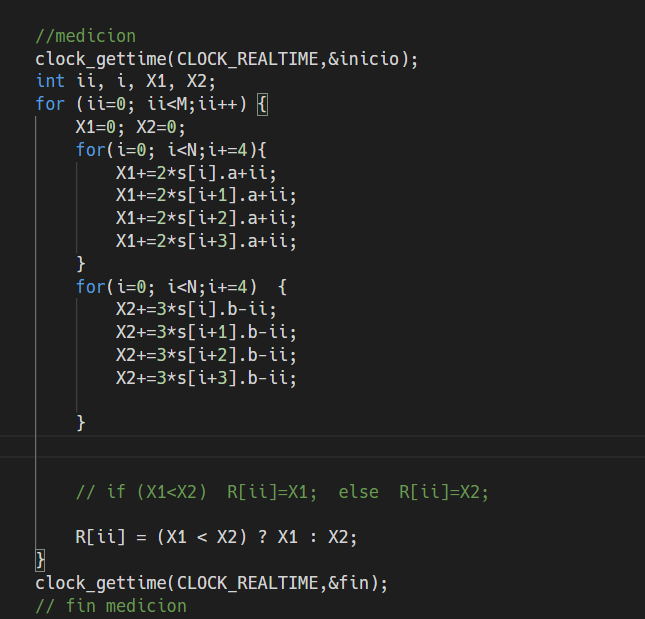 //medicion
clock_gettime(CLOCK_REALTIME,&inicio);
int ii, i, X1, X2;
for (ii=0; ii<M;ii++) {
    X1=0; X2=0;
    for(i=0; i<N;i+=4){
        X1+=2*s[i].a+ii;
        X1+=2*s[i+1].a+ii;
        X1+=2*s[i+2].a+ii;
        X1+=2*s[i+3].a+ii;
    }
    for(i=0; i<N;i+=4)  {
        X2+=3*s[i].b-ii;
        X2+=3*s[i+1].b-ii;
        X2+=3*s[i+2].b-ii;
        X2+=3*s[i+3].b-ii;
    }
    // if (X1<X2)  R[ii]=X1;  else  R[ii]=X2;
    R[ii] = (X1 < X2) ? X1 : X2;
}
clock_gettime(CLOCK_REALTIME,&fin);
// fin medicion